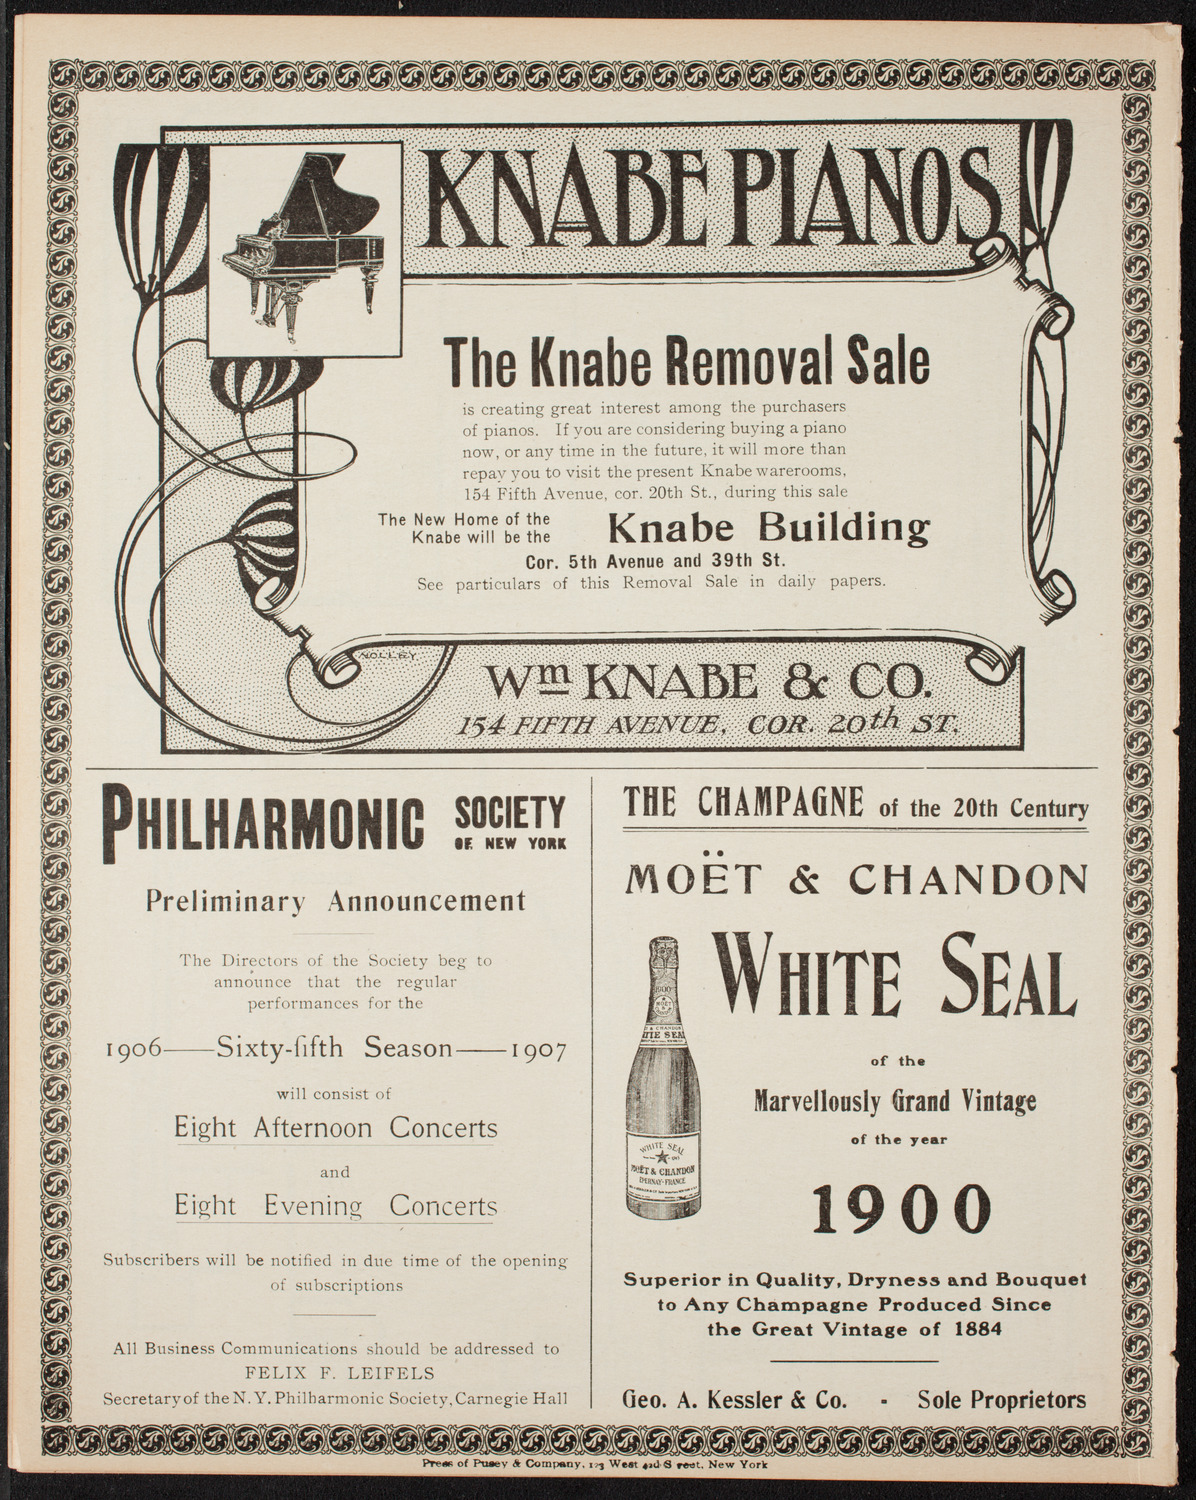 KNABE PIANOS
The Knabe Removal Sale
is creating great interest among the purchasers
of pianos. If you are considering buying a piano
now, or any time in the future, it will more than
repay you to visit the present Knabe warerooms,
154 Fifth Avenue, cor. 20th St., during this sale
The New Home of the
Knabe will be the
Knabe Building
Cor. 5th Avenue and 39th St.
See particulars of this Removal Sale in daily papers.
Wm KNABE & CO.
154 FIFTH AVENUE, COR. 20th ST.
PHILHARMONIC SOCIETY
OF NEW YORK
Preliminary Announcement
The Directors of the Society beg to
announce that the regular
performances for the
1906——Sixty-fifth Season——1907
will consist of
Eight Afternoon Concerts
and
Eight Evening Concerts
Subscribers will be notified in due time of the opening
of subscriptions
All Business Communications should be addressed to
FELIX F. LEIFELS
Secretary of the N. Y. Philharmonic Society, Carnegie Hall
THE CHAMPAGNE of the 20th Century
MOËT & CHANDON
WHITE SEAL
1900
MOËT
& CHANDON
ITE SEAL
WHITE SEAL
MOËT & CHANDON
EPERNAY-FRANCE
of the
Marvellously Grand Vintage
of the year
1900
Superior in Quality, Dryness and Bouquet
to Any Champagne Produced Since
the Great Vintage of 1884
Geo. A. Kessler & Co. - Sole Proprietors
Press of Pusey & Company, 123 West 42d S reet, New York